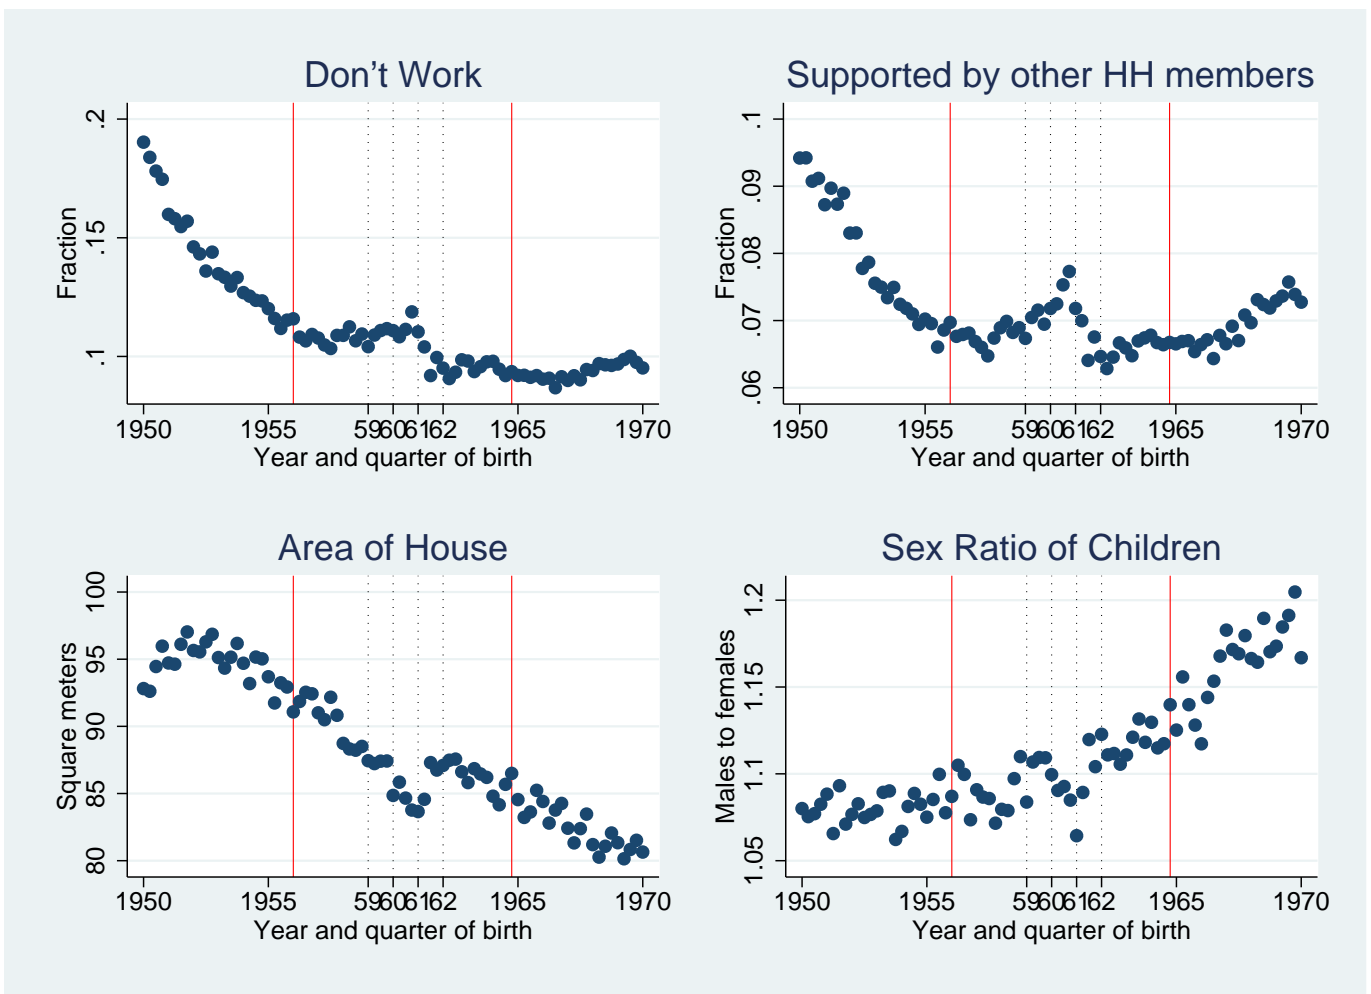 Don't Work
Fraction
.2
.15
.1
1950 1955 59 60 61 62 1965 1970
Year and quarter of birth
Supported by other HH members
Fraction
.1
.09
.08
.07
.06
1950 1955 59 60 61 62 1965 1970
Year and quarter of birth
Area of House
Square meters
100
95
90
85
80
1950 1955 59 60 61 62 1965 1970
Year and quarter of birth
Sex Ratio of Children
Males to females
1.2
1.15
1.1
1.05
1950 1955 59 60 61 62 1965 1970
Year and quarter of birth